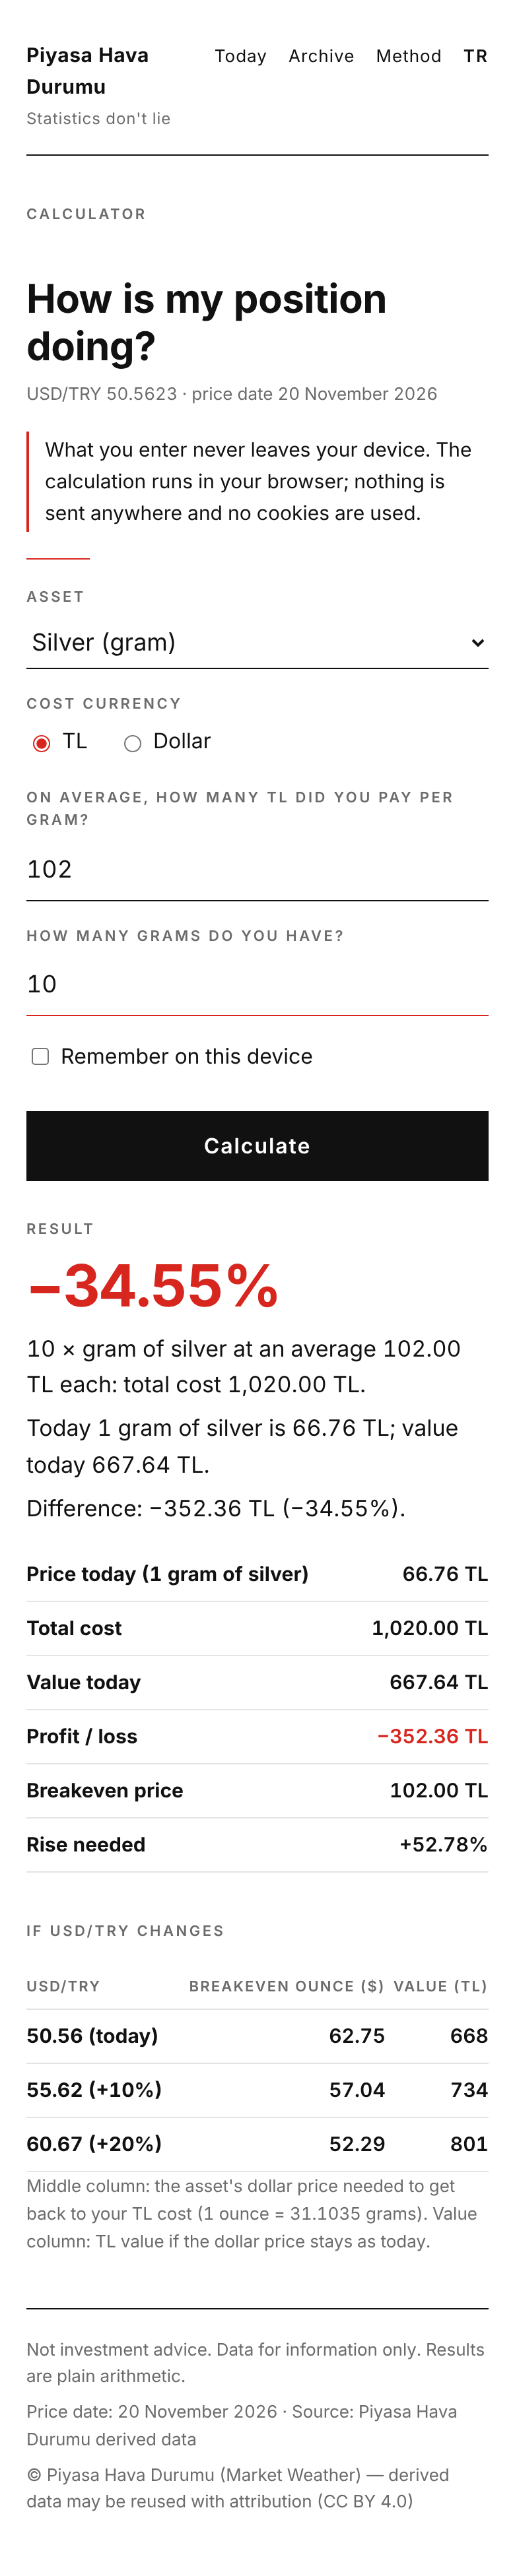 Piyasa Hava
Durumu
Statistics don't lie
Today Archive Method TR
CALCULATOR
How is my position
doing?
USD/TRY 50.5623 · price date 20 November 2026
What you enter never leaves your device. The
calculation runs in your browser; nothing is
sent anywhere and no cookies are used.
ASSET
Silver (gram)
COST CURRENCY
TL Dollar
ON AVERAGE, HOW MANY TL DID YOU PAY PER
GRAM?
102
HOW MANY GRAMS DO YOU HAVE?
10
Remember on this device
Calculate
RESULT
−34.55%
10 × gram of silver at an average 102.00
TL each: total cost 1,020.00 TL.
Today 1 gram of silver is 66.76 TL; value
today 667.64 TL.
Difference: −352.36 TL (−34.55%).
Price today (1 gram of silver) 66.76 TL
Total cost 1,020.00 TL
Value today 667.64 TL
Profit / loss −352.36 TL
Breakeven price 102.00 TL
Rise needed +52.78%
IF USD/TRY CHANGES
USD/TRY BREAKEVEN OUNCE ($) VALUE (TL)
50.56 (today) 62.75 668
55.62 (+10%) 57.04 734
60.67 (+20%) 52.29 801
Middle column: the asset's dollar price needed to get
back to your TL cost (1 ounce = 31.1035 grams). Value
column: TL value if the dollar price stays as today.
Not investment advice. Data for information only. Results
are plain arithmetic.
Price date: 20 November 2026 · Source: Piyasa Hava
Durumu derived data
© Piyasa Hava Durumu (Market Weather) — derived
data may be reused with attribution (CC BY 4.0)